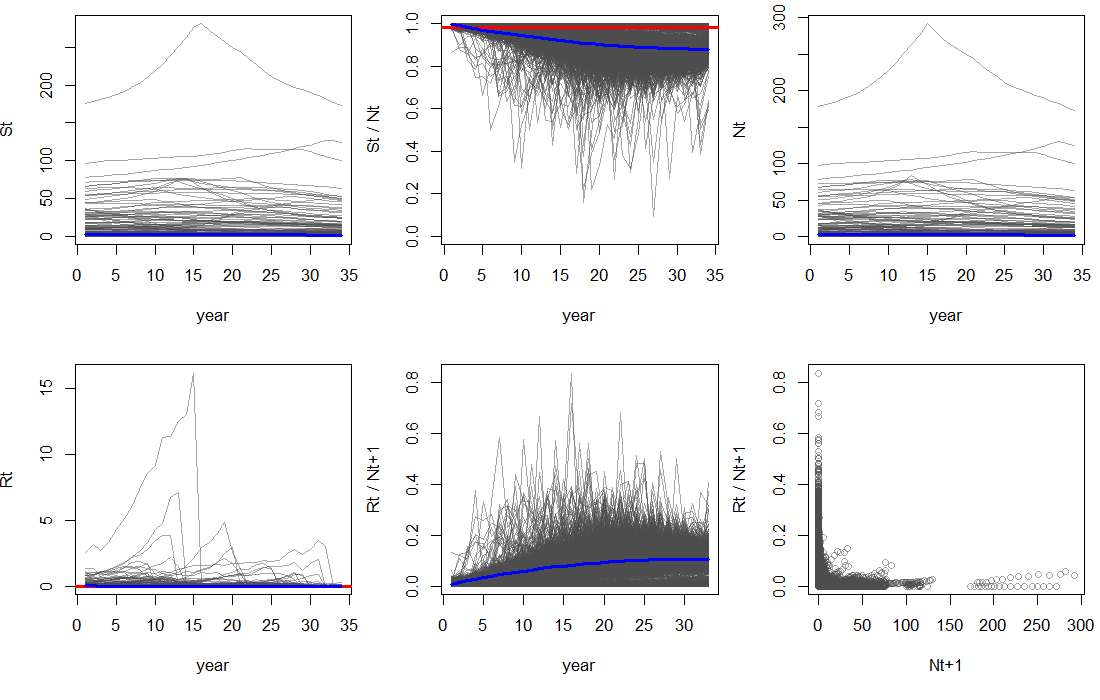 St
0 50 100 200
0 5 10 15 20 25 30 35
year
St / Nt
0.0 0.2 0.4 0.6 0.8 1.0
0 5 10 15 20 25 30 35
year
Nt
0 50 100 200 300
0 5 10 15 20 25 30 35
year
Rt
0 5 10 15
0 5 10 15 20 25 30 35
year
Rt / Nt+1
0.0 0.2 0.4 0.6 0.8
0 5 10 15 20 25 30
year
Rt / Nt+1
0.0 0.2 0.4 0.6 0.8
0 50 100 150 200 250 300
Nt+1